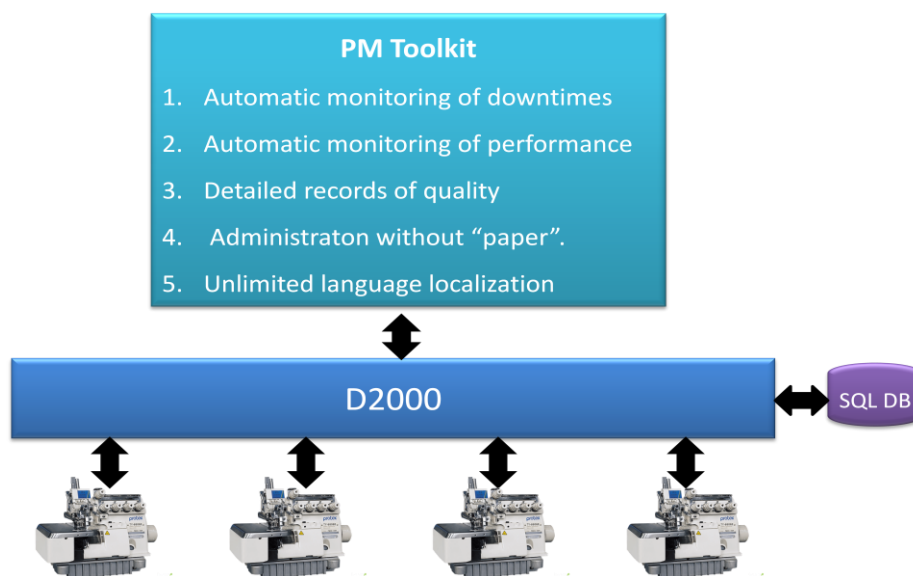 PM Toolkit
1. Automatic monitoring of downtimes
2. Automatic monitoring of performance
3. Detailed records of quality
4. Administraton without “paper”.
5. Unlimited language localization
D2000
SQL DB